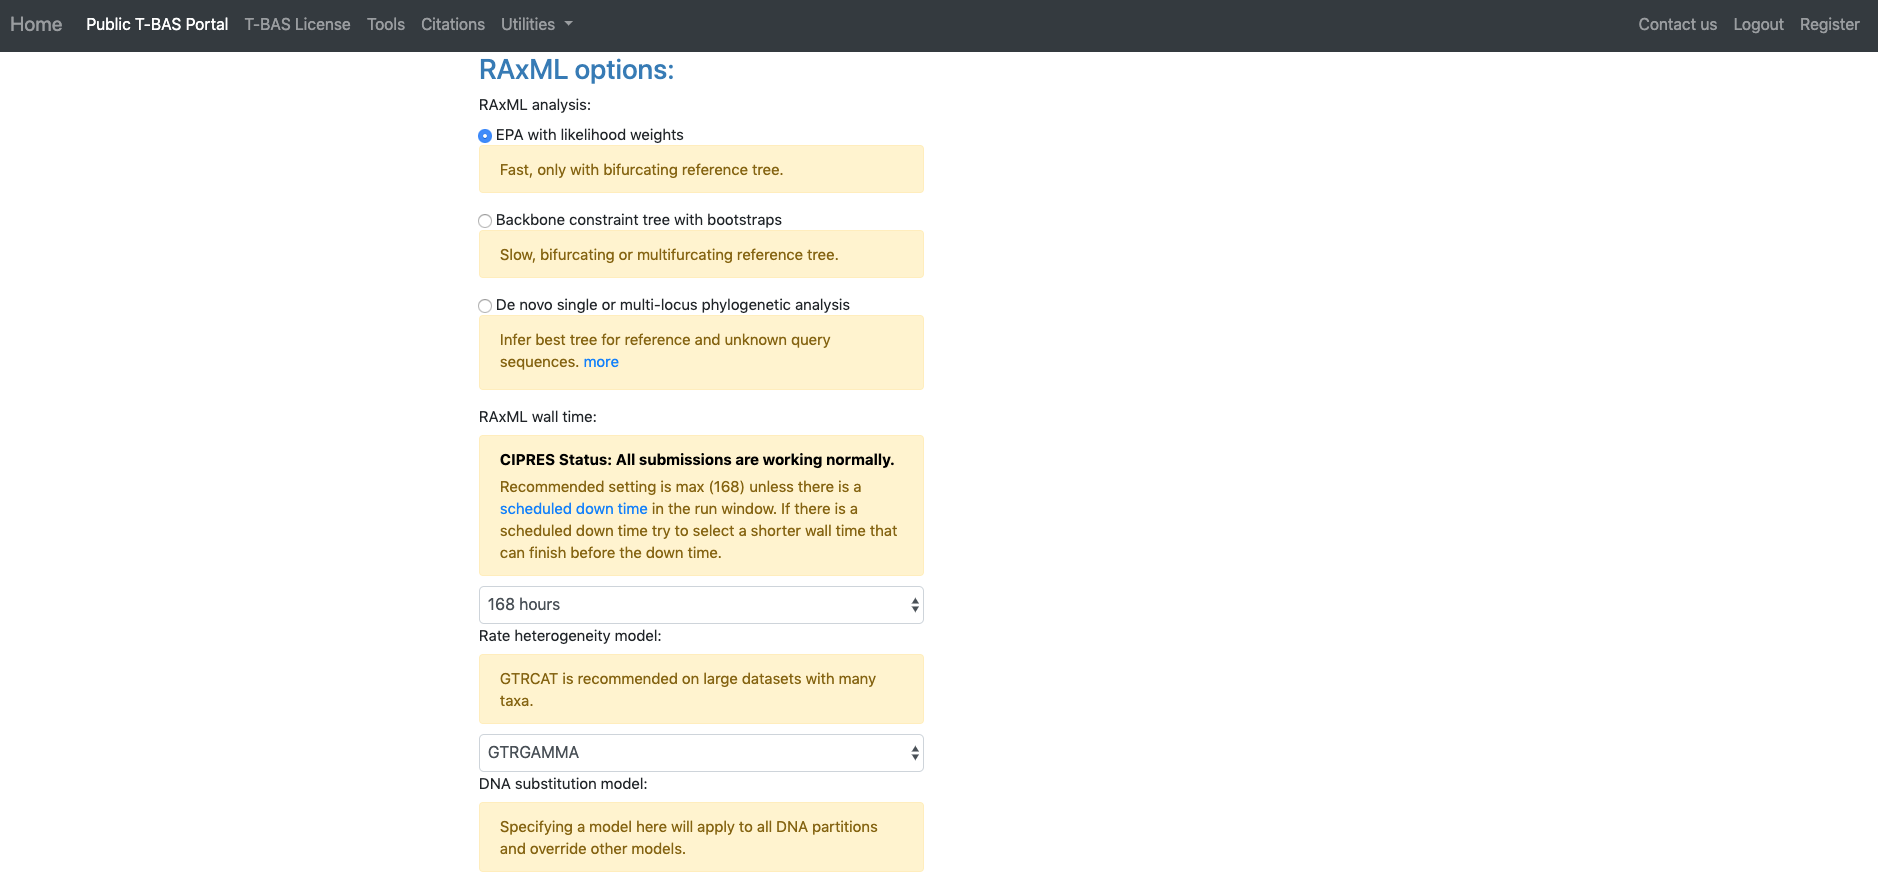 Home Public T-BAS Portal T-BAS License Tools Citations Utilities Contact us Logout Register
RAxML options:
RAxML analysis:
EPA with likelihood weights
Fast, only with bifurcating reference tree.
Backbone constraint tree with bootstraps
Slow, bifurcating or multifurcating reference tree.
De novo single or multi-locus phylogenetic analysis
Infer best tree for reference and unknown query
sequences. more
RAxML wall time:
CIPRES Status: All submissions are working normally.
Recommended setting is max (168) unless there is a
scheduled down time in the run window. If there is a
scheduled down time try to select a shorter wall time that
can finish before the down time.
168 hours
Rate heterogeneity model:
GTRCAT is recommended on large datasets with many
taxa.
GTRGAMMA
DNA substitution model:
Specifying a model here will apply to all DNA partitions
and override other models.